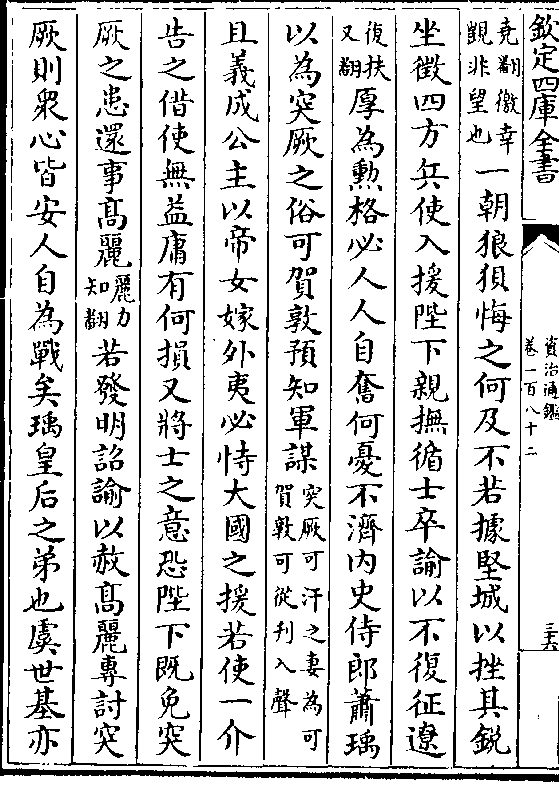 欽定四庫全書
資治通鑑
卷一百八十二
三十六
堯翻徼幸
覬非望也
一朝狼狽悔之何及不若據堅城以挫其銳
坐徵四方兵使入援陛下親撫循士卒諭以不復征遼
復扶
又翻
厚為勲格必人人自奮何憂不濟内史侍郎蕭瑀
以為突厥之俗可賀敦預知軍謀
突厥可汗之妻為可
賀敦可從刋入聲
且義成公主以帝女嫁外夷必恃大國之援若使一介
告之借使無益庸有何損又將士之意恐陛下既免突
厥之患還事髙麗
麗力
知翻
若發明詔諭以赦髙麗專討突
厥則衆心皆安人自為戰矣瑀皇后之弟也虞世基亦